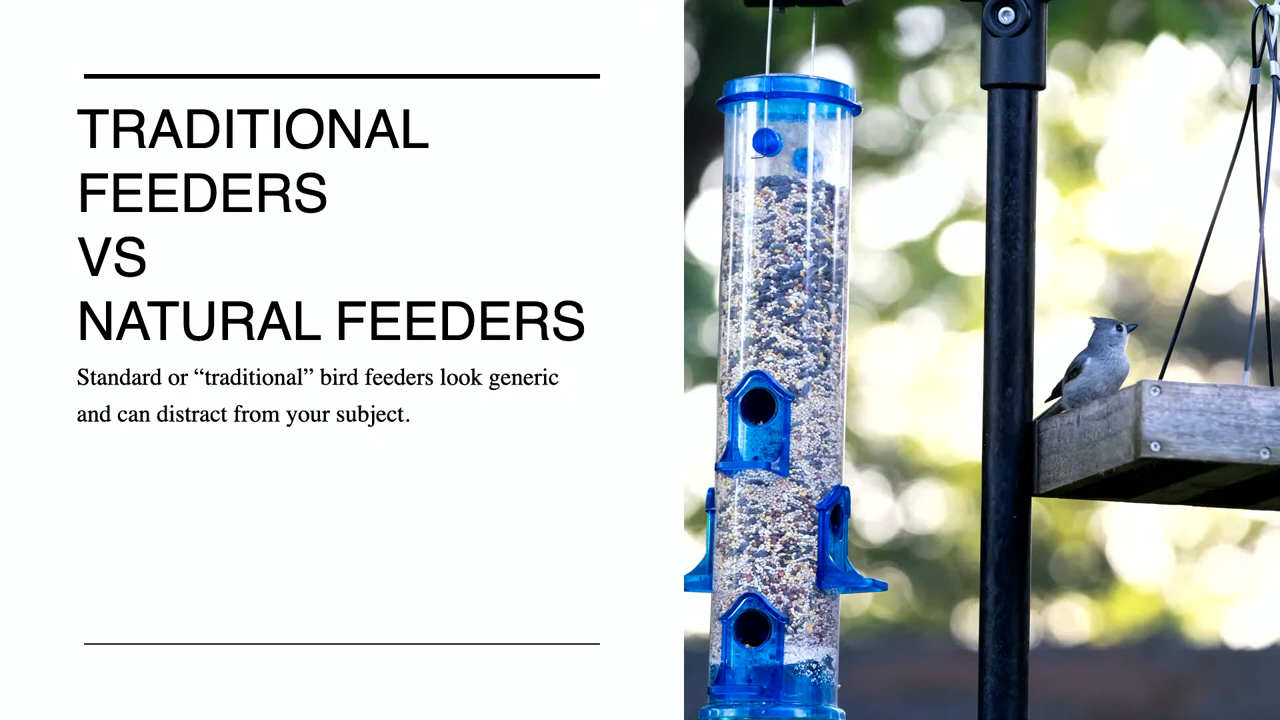 TRADITIONAL
FEEDERS
VS
NATURAL FEEDERS
Standard or “traditional” bird feeders look generic
and can distract from your subject.